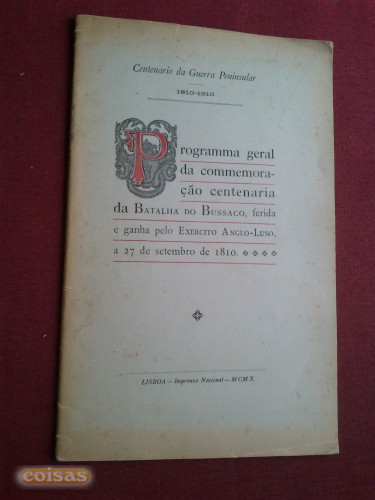 Centenario da Guerra Peninsular
1810-1910
Programma geral
da commemora-
ção centenaria
da BATALHA DO BUSSACO, ferida
e ganha pelo EXERCITO ANGLO-LUSO,
a 27 de setembro de 1810.
LISBOA — Imprensa Nacional — MCMX
coisas